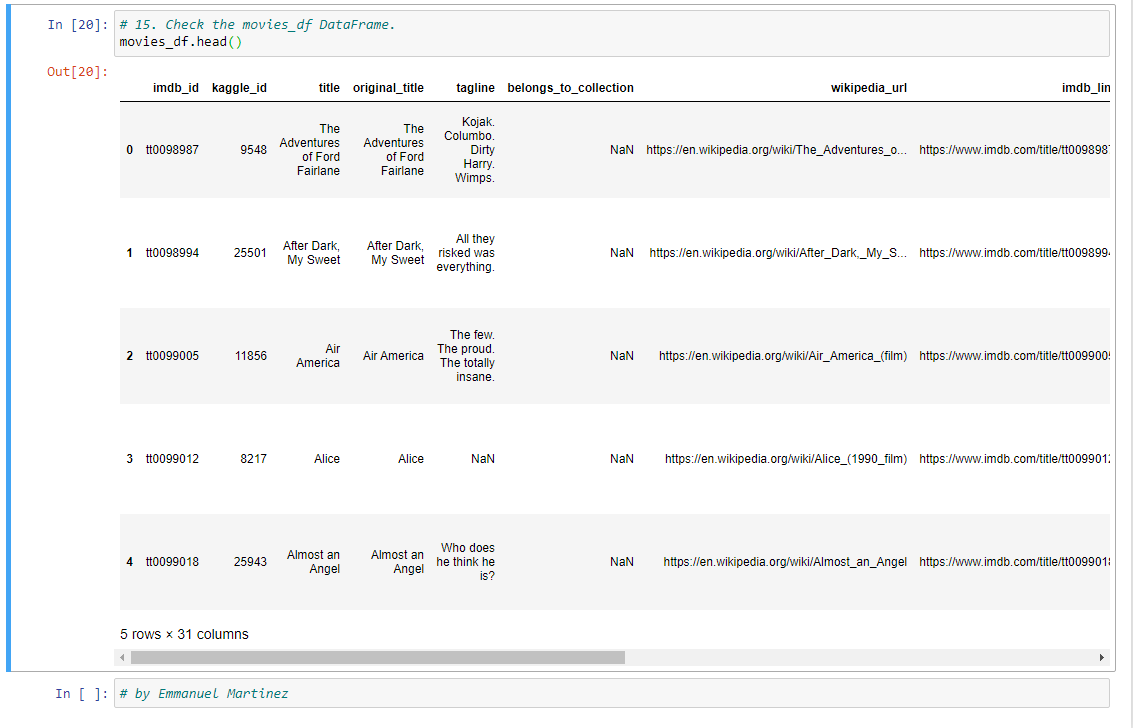 In [20]: # 15. Check the movies_df DataFrame.
movies_df.head()
Out[20]:
imdb_id kaggle_id title original_title tagline belongs_to_collection wikipedia_url imdb_lin
0 tt0098987 9548 The Adventures of Ford Fairlane The Adventures of Ford Fairlane Kojak. Columbo. Dirty Harry. Wimps. NaN https://en.wikipedia.org/wiki/The_Adventures_o... https://www.imdb.com/title/tt0098987
1 tt0098994 25501 After Dark, My Sweet After Dark, My Sweet All they risked was everything. NaN https://en.wikipedia.org/wiki/After_Dark,_My_S... https://www.imdb.com/title/tt0098994
2 tt0099005 11856 Air America Air America The few. The proud. The totally insane. NaN https://en.wikipedia.org/wiki/Air_America_(film) https://www.imdb.com/title/tt0099005
3 tt0099012 8217 Alice Alice NaN NaN https://en.wikipedia.org/wiki/Alice_(1990_film) https://www.imdb.com/title/tt0099012
4 tt0099018 25943 Almost an Angel Almost an Angel Who does he think he is? NaN https://en.wikipedia.org/wiki/Almost_an_Angel https://www.imdb.com/title/tt0099018
5 rows × 31 columns
In [ ]: # by Emmanuel Martinez